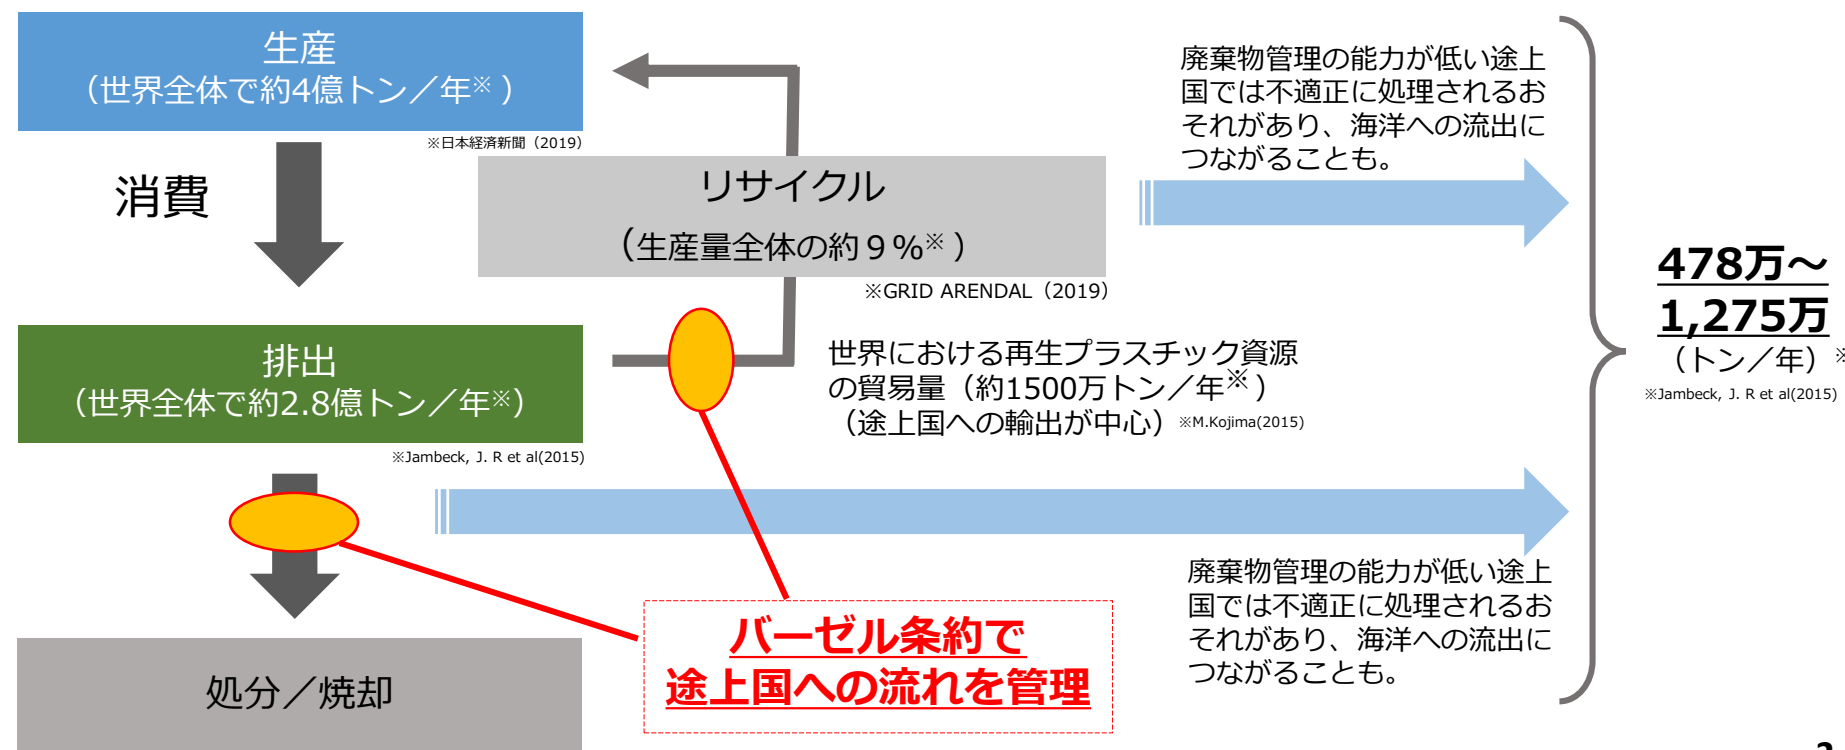 生産
（世界全体で約4億トン／年※ ）
※日本経済新聞（2019）
消費
リサイクル
（生産量全体の約９％※ ）
※GRID ARENDAL（2019）
排出
（世界全体で約2.8億トン／年※）
※Jambeck, J. R et al(2015)
世界における再生プラスチック資源
の貿易量（約1500万トン／年※ ）
（途上国への輸出が中心）※M.Kojima(2015)
廃棄物管理の能力が低い途上
国では不適正に処理されるお
それがあり、海洋への流出に
つながることも。
廃棄物管理の能力が低い途上
国では不適正に処理されるお
それがあり、海洋への流出に
つながることも。
バーゼル条約で
途上国への流れを管理
処分／焼却
478万～
1,275万
（トン／年）※
※Jambeck, J. R et al(2015)